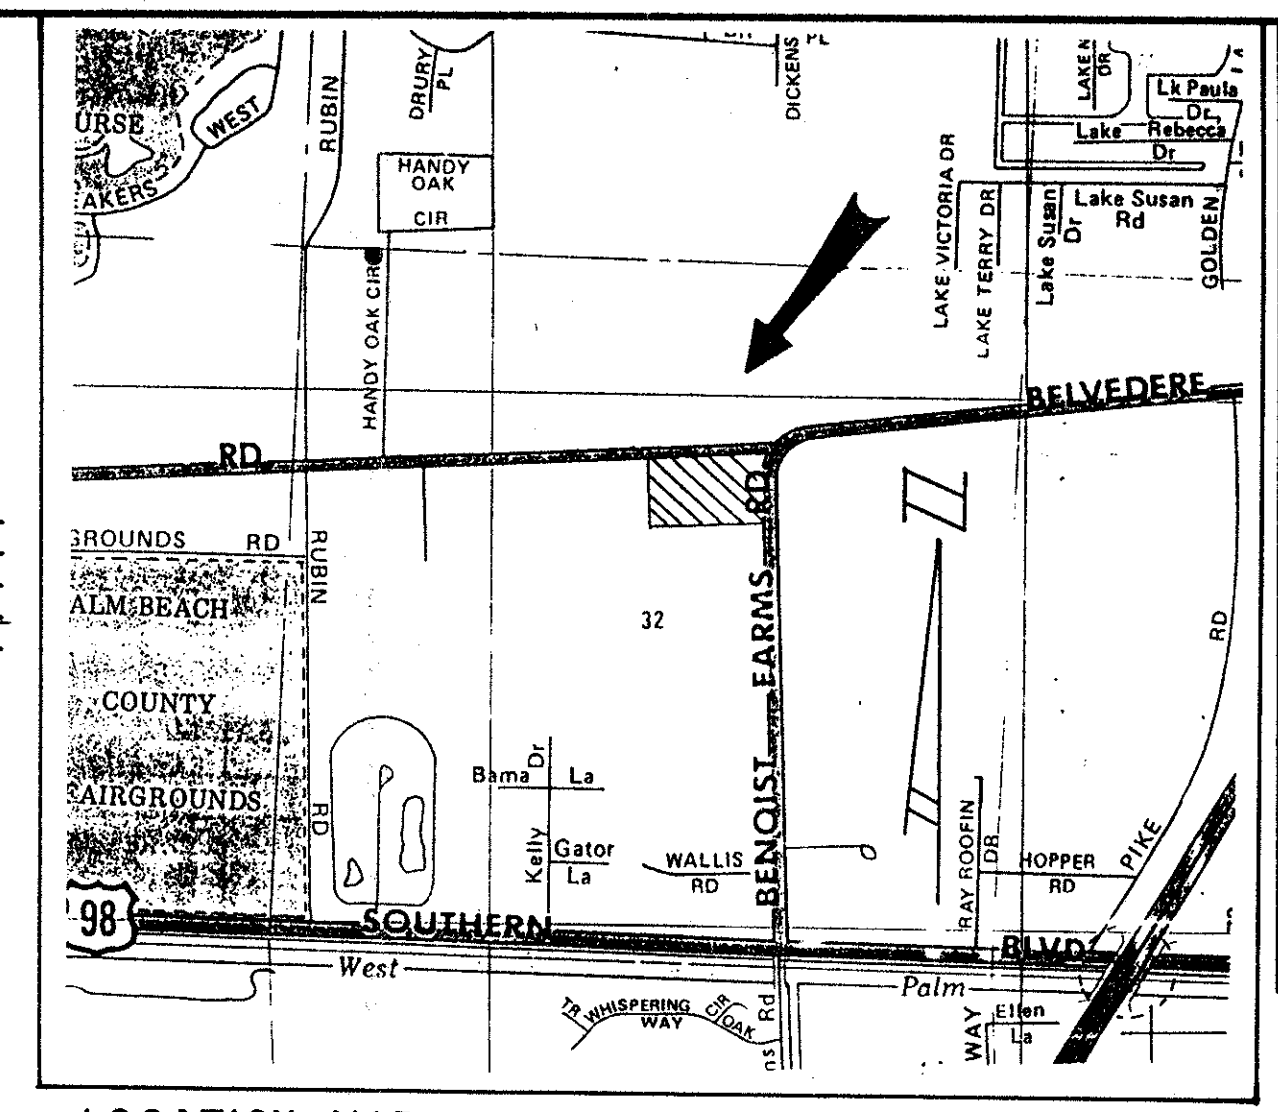 URSE
WEST
AKERS
RUBIN
DRURY
PL
HANDY
OAK
CIR
HANDY OAK CIR
DICKENS PL
LAKE N
DR
Lk Paula
Dr
Lake Rebecca
Dr
LAKE VICTORIA DR
LAKE TERRY DR
Lake Susan
Dr
Lake Susan
Rd
GOLDEN
BELVEDERE
RD
GROUNDS RD
RUBIN
RD
ALM BEACH
COUNTY
AIRGROUNDS
32
BENOIST FARMS RD
Bama La
Kelly Dr
Gator
La
WALLIS
RD
RAY ROOFIN
DR
HOPPER
RD
PIKE
RD
98
SOUTHERN
BLVD
West
Palm
TR
WHISPERING
WAY
CIR
OAK
ns Rd
WAY
Ellen
La